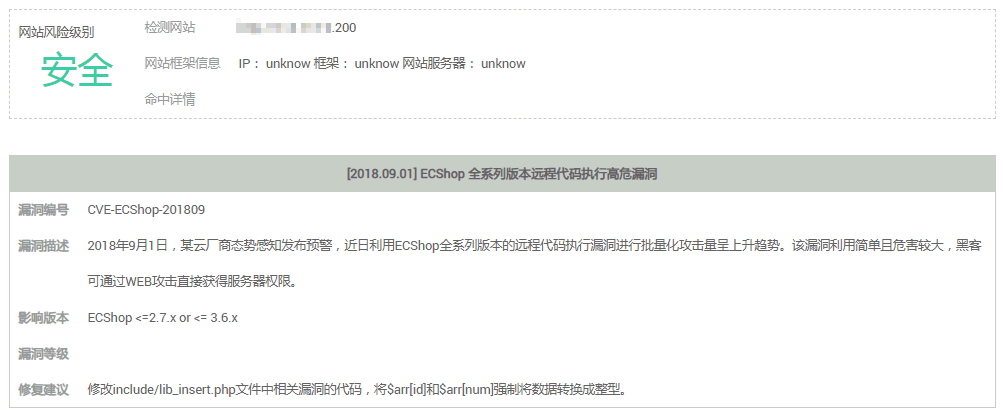 网站风险级别
安全
检测网站 .200
网站框架信息 IP： unknow 框架： unknow 网站服务器： unknow
命中详情
[2018.09.01] ECShop 全系列版本远程代码执行高危漏洞
漏洞编号 CVE-ECShop-201809
漏洞描述 2018年9月1日，某云厂商态势感知发布预警，近日利用ECShop全系列版本的远程代码执行漏洞进行批量化攻击量呈上升趋势。该漏洞利用简单且危害较大，黑客
可通过WEB攻击直接获得服务器权限。
影响版本 ECShop <=2.7.x or <= 3.6.x
漏洞等级
修复建议 修改include/lib_insert.php文件中相关漏洞的代码，将$arr[id]和$arr[num]强制将数据转换成整型。